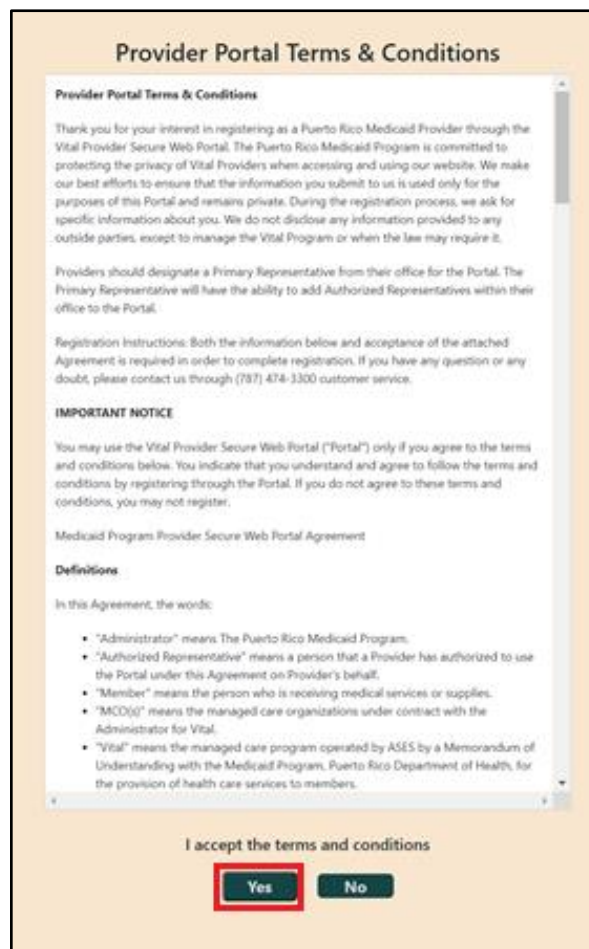 Provider Portal Terms & Conditions
Provider Portal Terms & Conditions
Thank you for your interest in registering as a Puerto Rico Medicaid Provider through the
Vital Provider Secure Web Portal. The Puerto Rico Medicaid Program is committed to
protecting the privacy of Vital Providers when accessing and using our website. We make
our best efforts to ensure that the information you submit to us is used only for the
purposes of this Portal and remains private. During the registration process, we ask for
specific information about you. We do not disclose any information provided to any
outside parties, except to manage the Vital Program or when the law may require it.
Providers should designate a Primary Representative from their office for the Portal. The
Primary Representative will have the ability to add Authorized Representatives within their
office to the Portal.
Registration Instructions: Both the information below and acceptance of the attached
Agreement is required in order to complete registration. If you have any question or any
doubt, please contact us through (787) 474-3300 customer service.
IMPORTANT NOTICE
You may use the Vital Provider Secure Web Portal ("Portal") only if you agree to the terms
and conditions below. You indicate that you understand and agree to follow the terms and
conditions by registering through the Portal. If you do not agree to these terms and
conditions, you may not register.
Medicaid Program Provider Secure Web Portal Agreement
Definitions
In this Agreement, the words:
• "Administrator" means The Puerto Rico Medicaid Program.
• "Authorized Representative" means a person that a Provider has authorized to use
the Portal under this Agreement on Provider's behalf.
• "Member" means the person who is receiving medical services or supplies.
• "MCO(s)" means the managed care organizations under contract with the
Administrator for Vital.
• "Vital" means the managed care program operated by ASES by a Memorandum of
Understanding with the Medicaid Program, Puerto Rico Department of Health, for
the provision of health care services to members.
I accept the terms and conditions
Yes No